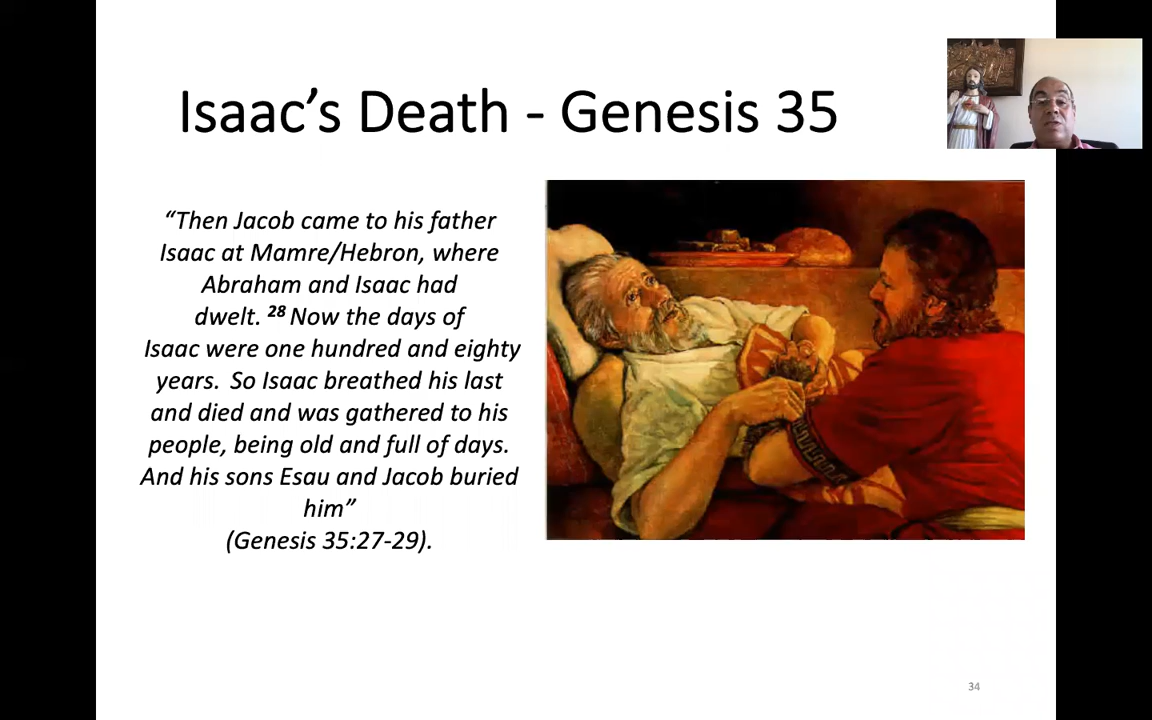 Isaac’s Death - Genesis 35
“Then Jacob came to his father
Isaac at Mamre/Hebron, where
Abraham and Isaac had
dwelt. 28 Now the days of
Isaac were one hundred and eighty
years. So Isaac breathed his last
and died and was gathered to his
people, being old and full of days.
And his sons Esau and Jacob buried
him”
(Genesis 35:27-29).
34